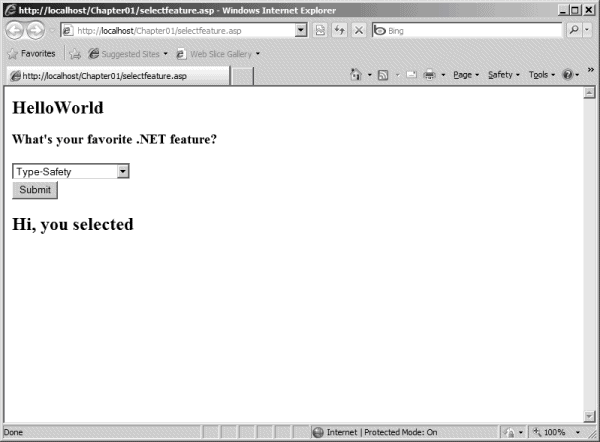 http://localhost/Chapter01/selectfeature.asp - Windows Internet Explorer
http://localhost/Chapter01/selectfeature.asp
Bing
Favorites
Suggested Sites
Web Slice Gallery
http://localhost/Chapter01/selectfeature.asp
Page
Safety
Tools
»
HelloWorld
What's your favorite .NET feature?
Type-Safety
Submit
Hi, you selected
Done
Internet | Protected Mode: On
100%